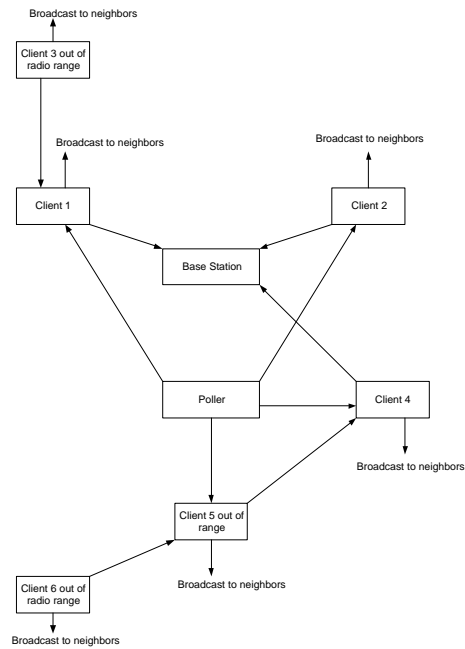 Broadcast to neighbors
Client 3 out of
radio range
Broadcast to neighbors
Broadcast to neighbors
Client 1
Client 2
Base Station
Poller
Client 4
Broadcast to neighbors
Client 5 out of
range
Broadcast to neighbors
Client 6 out of
radio range
Broadcast to neighbors